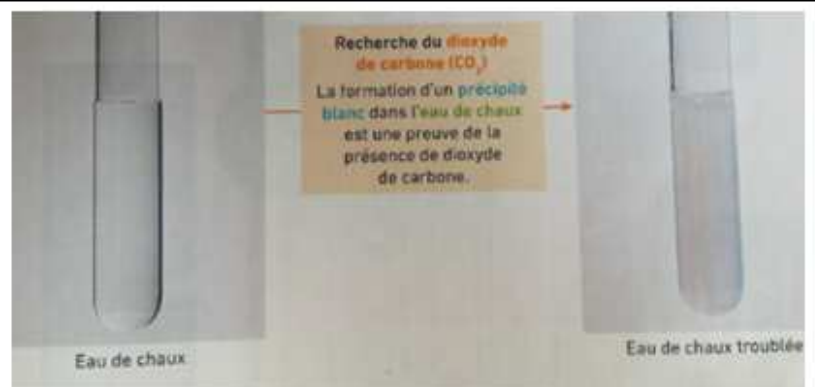 Recherche du dioxyde
de carbone (CO₂)
La formation d'un précipité
blanc dans l'eau de chaux
est une preuve de la
présence de dioxyde
de carbone.
Eau de chaux
Eau de chaux troublée